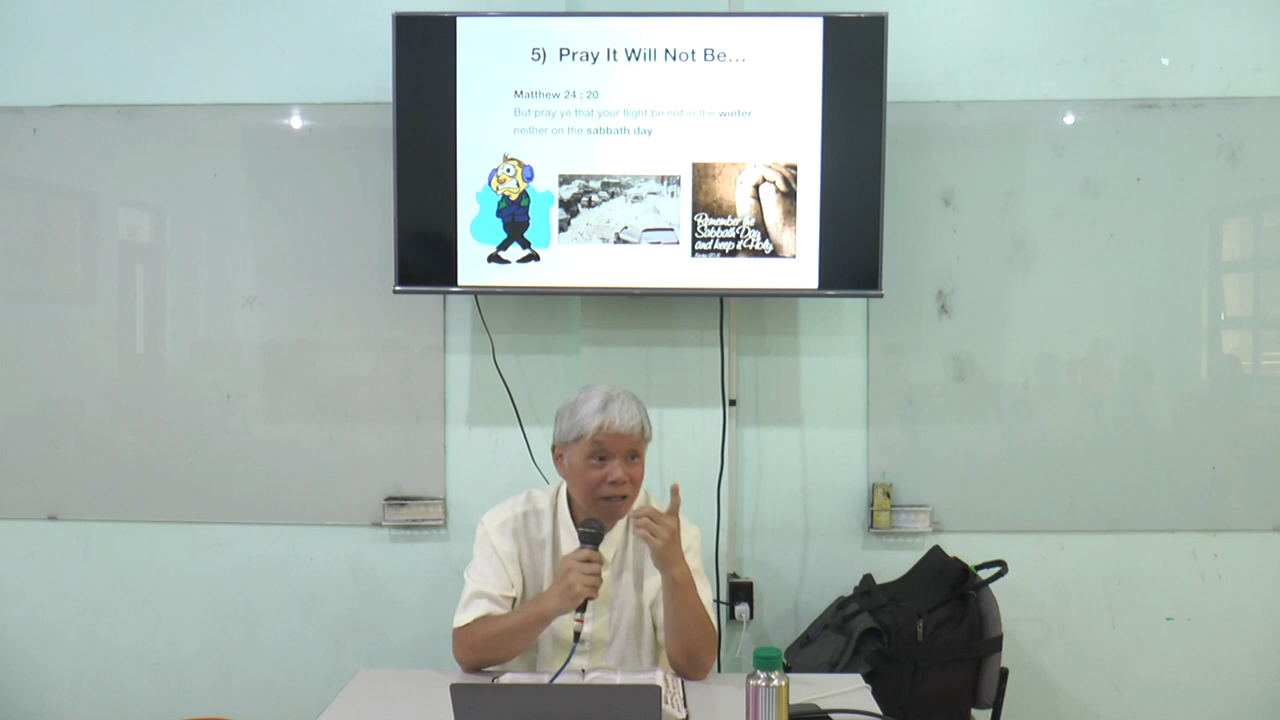 5) Pray It Will Not Be...
Matthew 24 : 20
But pray ye that your flight be not in the winter
neither on the sabbath day
Remember the
Sabbath Day
and keep it Holy.